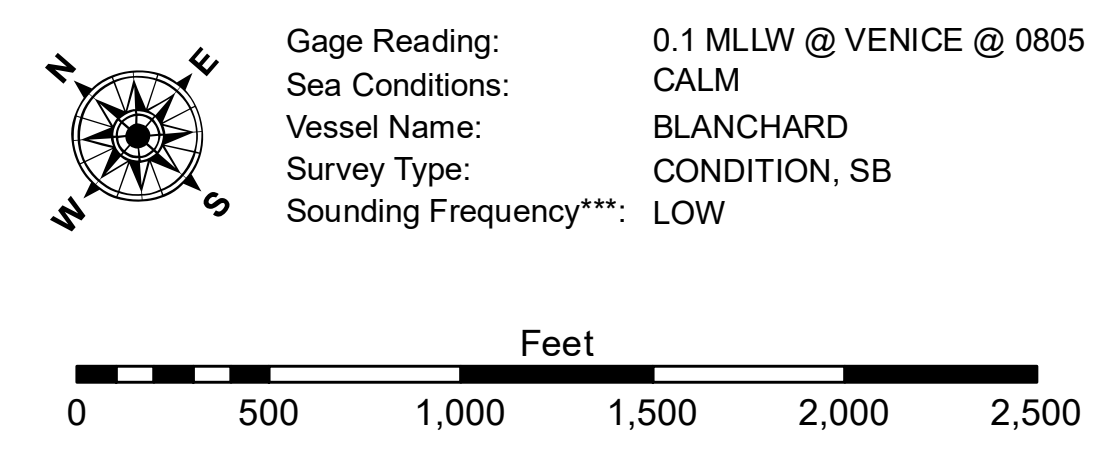 N E
W S
Gage Reading: 0.1 MLLW @ VENICE @ 0805
Sea Conditions: CALM
Vessel Name: BLANCHARD
Survey Type: CONDITION, SB
Sounding Frequency***: LOW
Feet
0 500 1,000 1,500 2,000 2,500